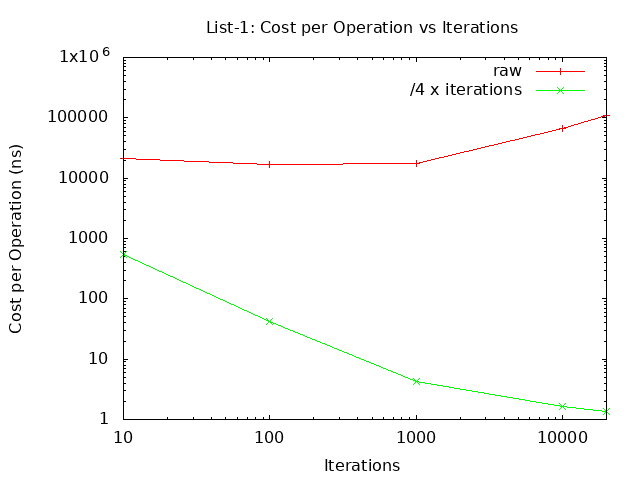 List-1: Cost per Operation vs Iterations
1x10^6
100000
10000
1000
100
10
1
Cost per Operation (ns)
raw
/4 x iterations
10
100
1000
10000
Iterations